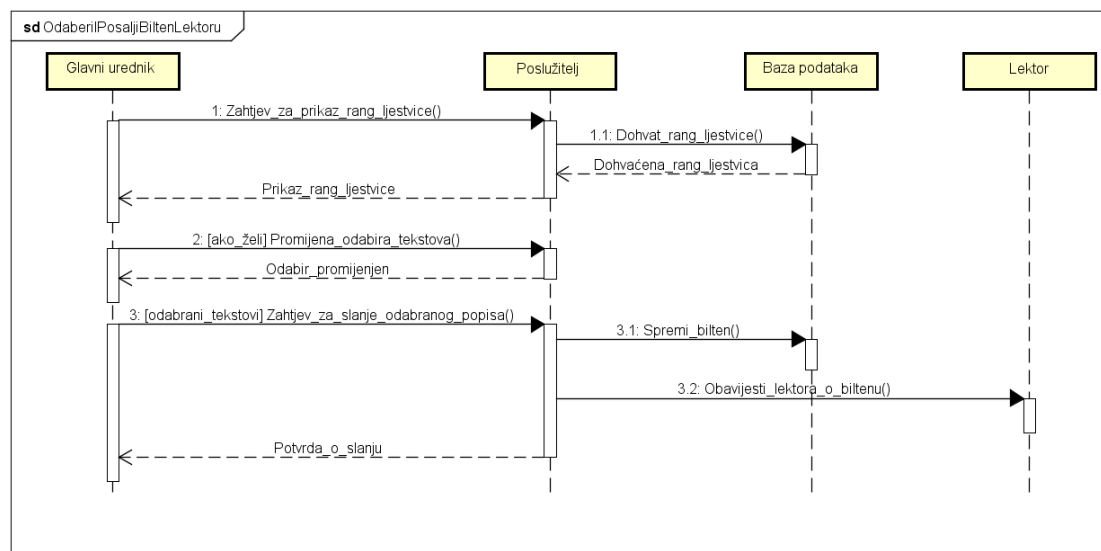 sd OdaberiIPosaljiBiltenLektoru
Glavni urednik
Poslužitelj
Baza podataka
Lektor
1: Zahtjev_za_prikaz_rang_ljestvice()
1.1: Dohvat_rang_ljestvice()
Dohvaćena_rang_ljestvica
Prikaz_rang_ljestvice
2: [ako_želi] Promijena_odabira_tekstova()
Odabir_promijenjen
3: [odabrani_tekstovi] Zahtjev_za_slanje_odabranog_popisa()
3.1: Spremi_bilten()
3.2: Obavijesti_lektora_o_biltenu()
Potvrda_o_slanju